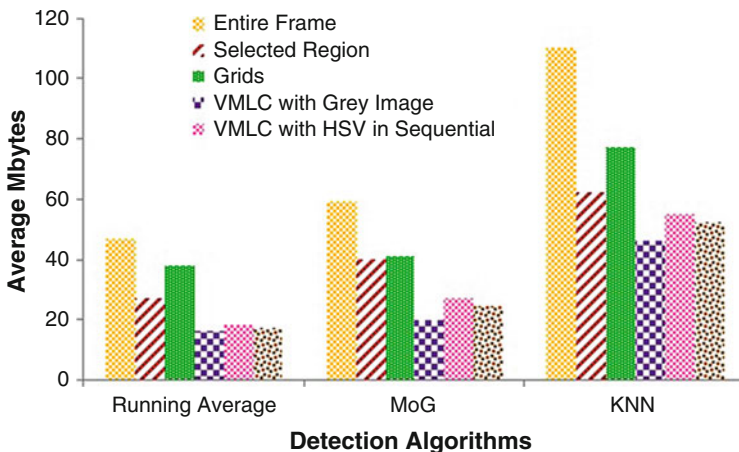 120
100
80
60
40
20
0
Average Mbytes
Entire Frame
Selected Region
Grids
VMLC with Grey Image
VMLC with HSV in Sequential
Running Average
MoG
KNN
Detection Algorithms